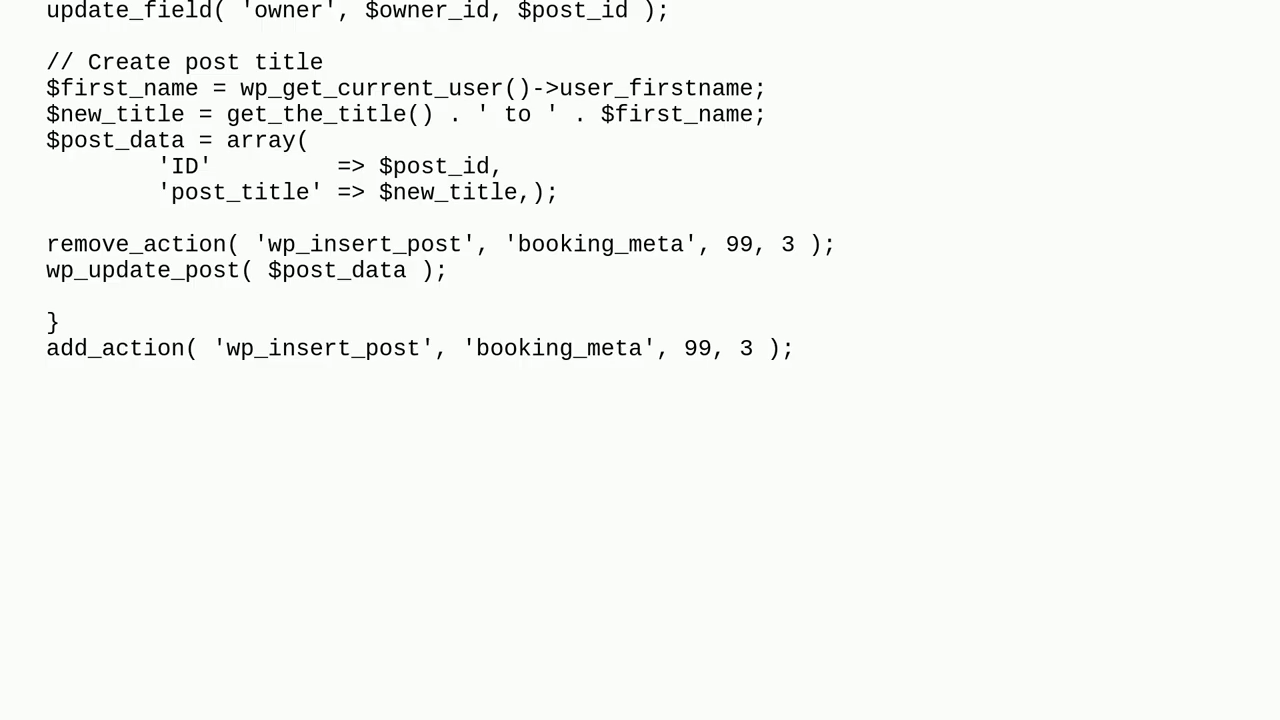 update_field( 'owner', $owner_id, $post_id );
// Create post title
$first_name = wp_get_current_user()->user_firstname;
$new_title = get_the_title() . ' to ' . $first_name;
$post_data = array(
        'ID'         => $post_id,
        'post_title' => $new_title,);
remove_action( 'wp_insert_post', 'booking_meta', 99, 3 );
wp_update_post( $post_data );
}
add_action( 'wp_insert_post', 'booking_meta', 99, 3 );